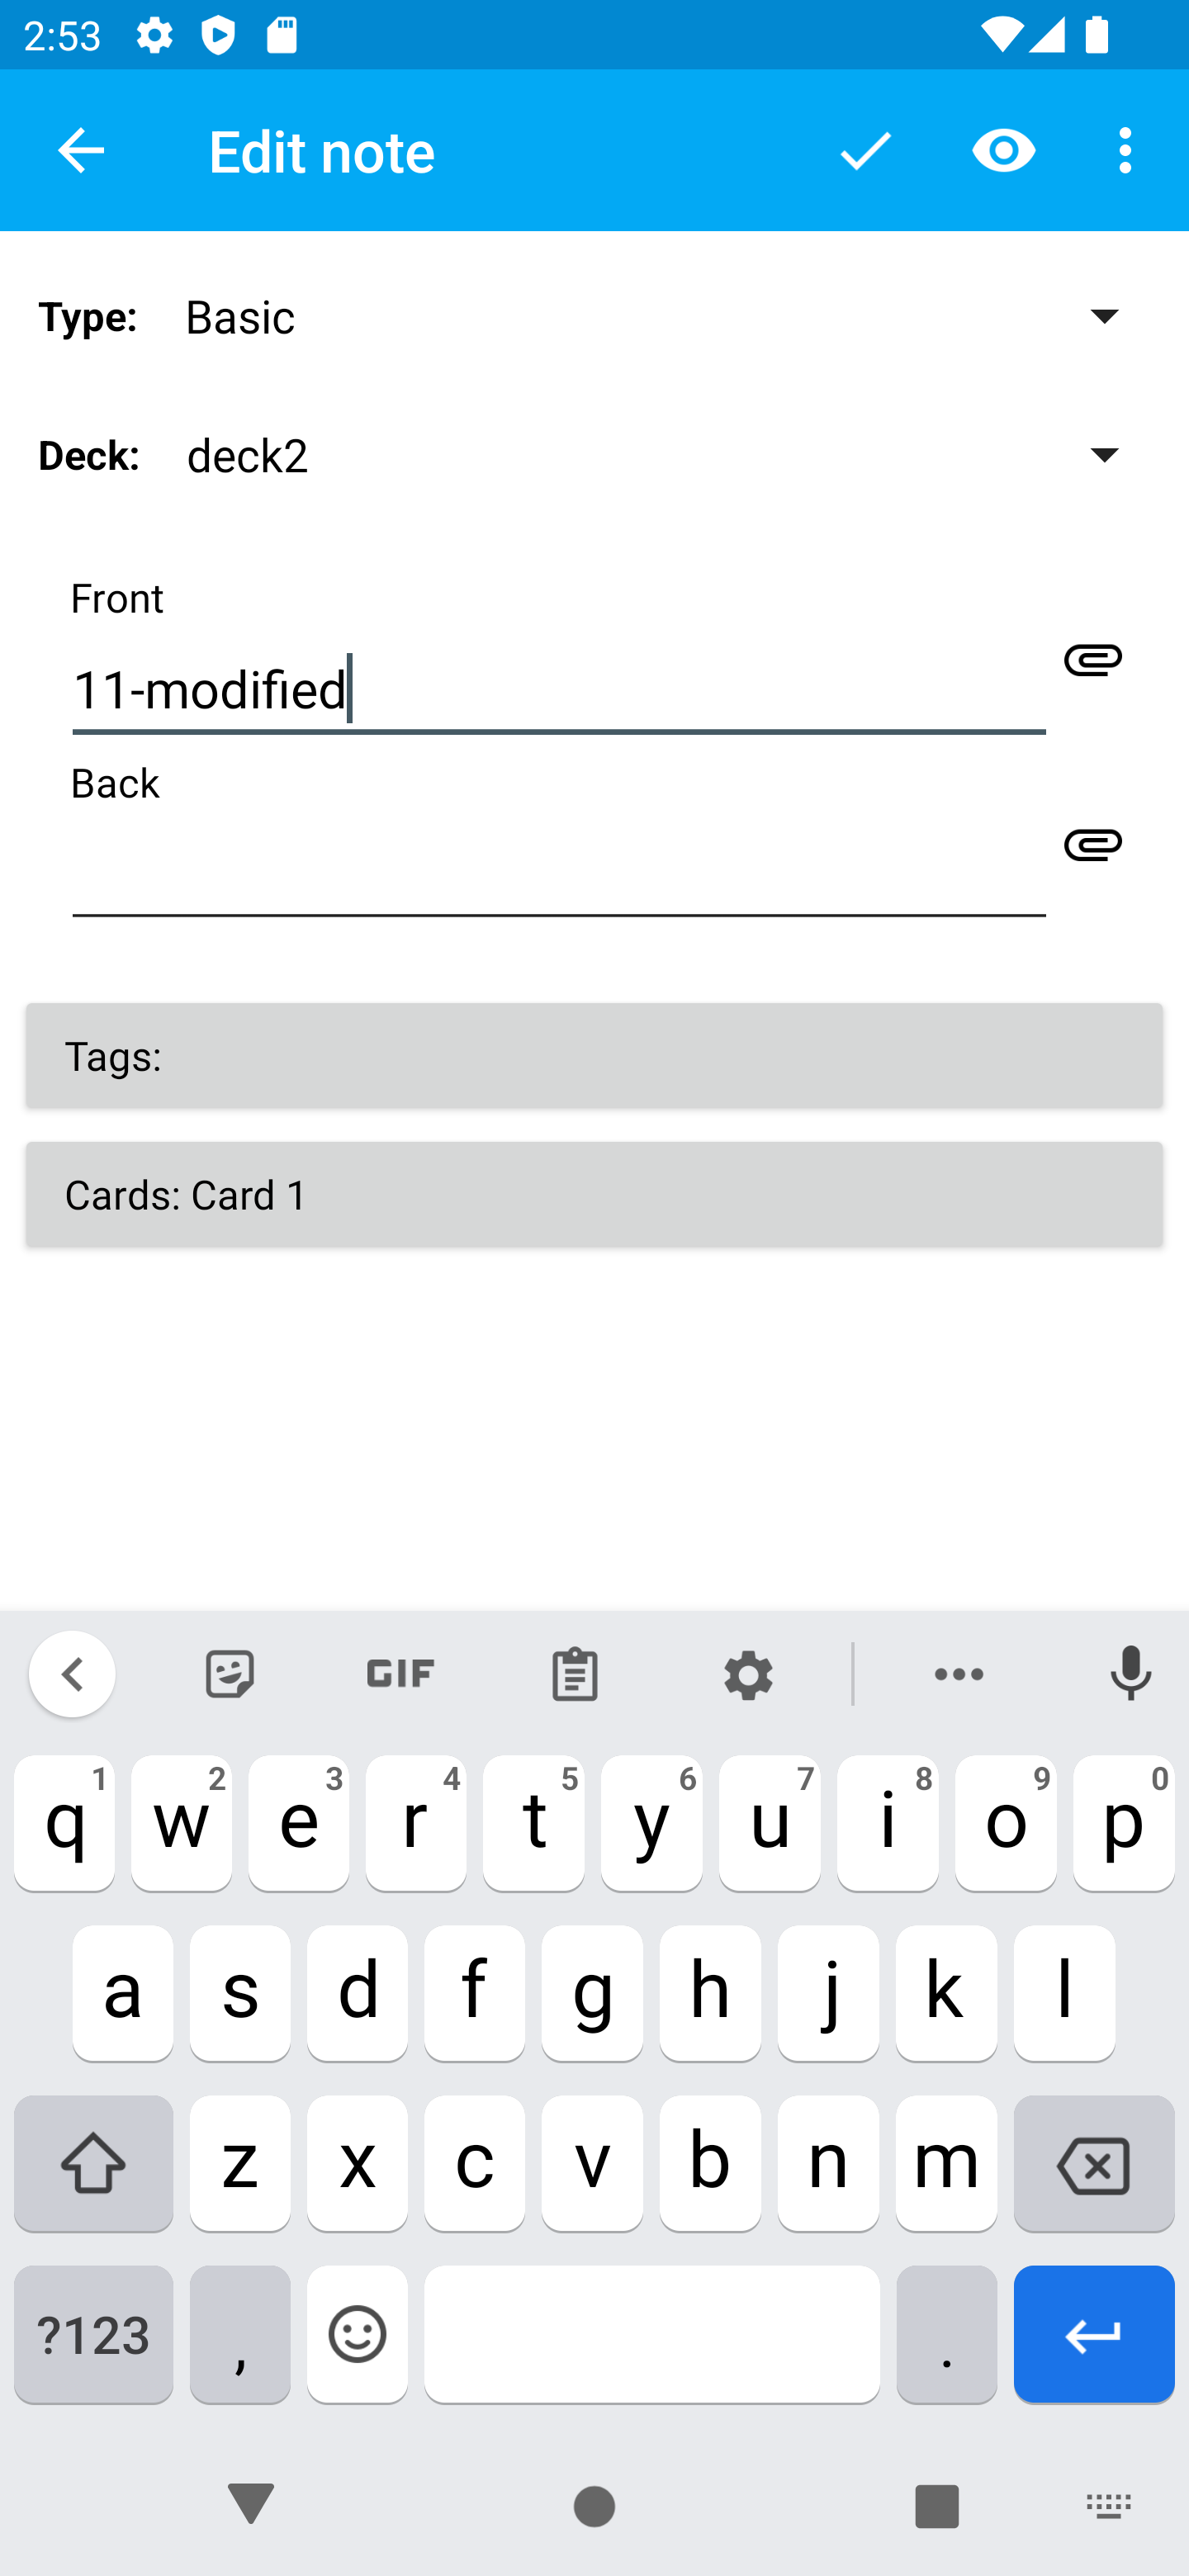 2:53
Edit note
Type: Basic
Deck: deck2
Front
11-modified
Back
Tags:
Cards: Card 1
GIF
q1 w2 e3 r4 t5 y6 u7 i8 o9 p0
a s d f g h j k l
z x c v b n m
?123 , .